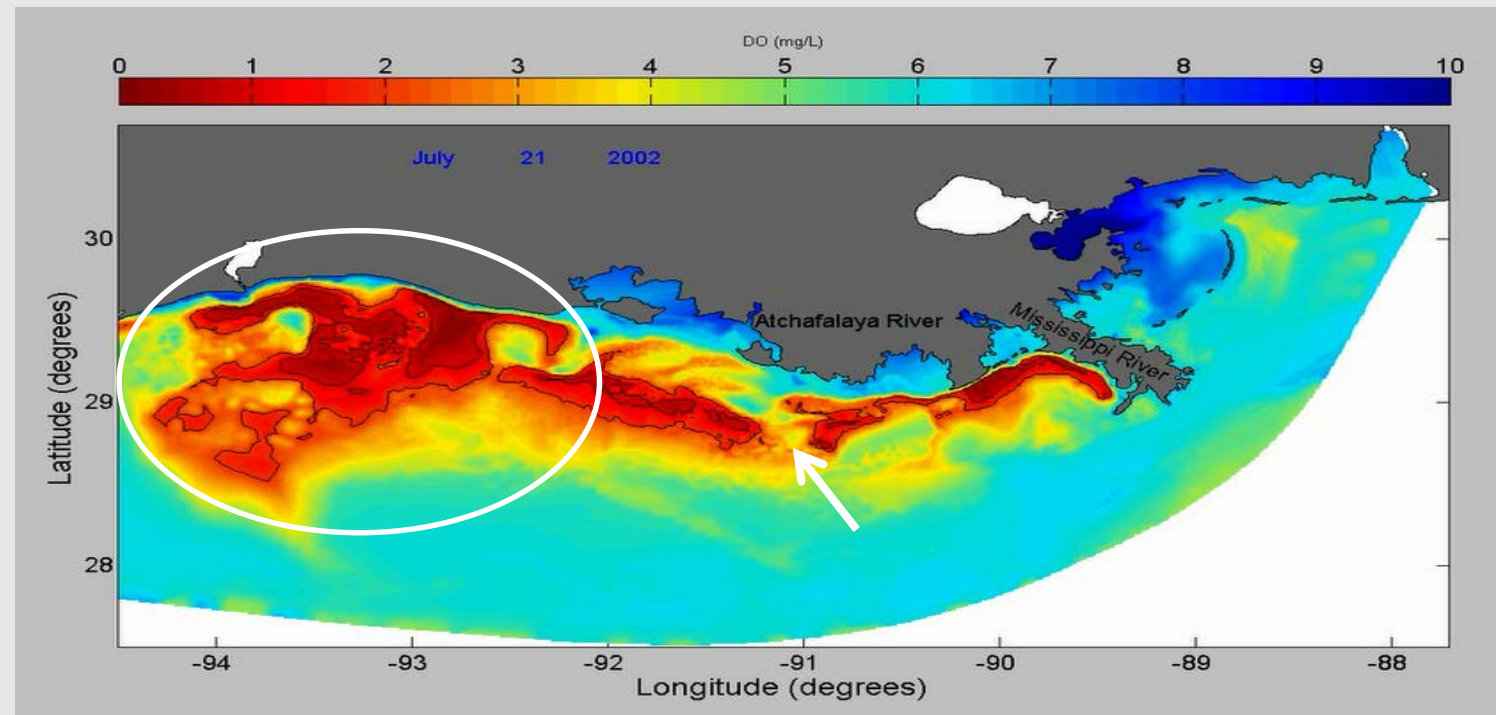 DO (mg/L)
0 1 2 3 4 5 6 7 8 9 10
July 21 2002
30
29
28
Latitude (degrees)
Atchafalaya River
Mississippi River
-94 -93 -92 -91 -90 -89 -88
Longitude (degrees)